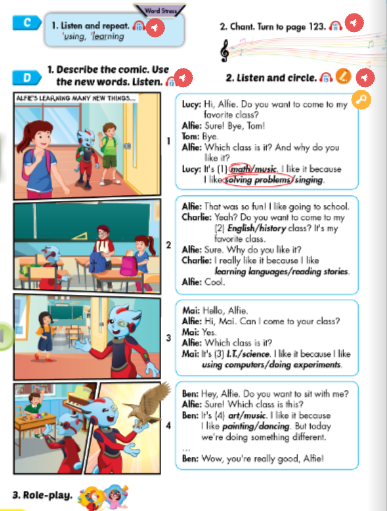 Word Stress
C
1. Listen and repeat.
'using, 'learning
2. Chant. Turn to page 123.
D
1. Describe the comic. Use
the new words. Listen.
2. Listen and circle.
ALFIE'S LEARNING MANY NEW THINGS...
1
Lucy: Hi, Alfie. Do you want to come to my
favorite class?
Alfie: Sure! Bye, Tom!
Tom: Bye.
Alfie: Which class is it? And why do you
like it?
Lucy: It's (1) math/music. I like it because
I like solving problems/singing.
2
Alfie: That was so fun! I like going to school.
Charlie: Yeah? Do you want to come to my
(2) English/history class? It's my
favorite class.
Alfie: Sure. Why do you like it?
Charlie: I really like it because I like
learning languages/reading stories.
Alfie: Cool.
3
Mai: Hello, Alfie.
Alfie: Hi, Mai. Can I come to your class?
Mai: Yes.
Alfie: Which class is it?
Mai: It's (3) I.T./science. I like it because I like
using computers/doing experiments.
4
Ben: Hey, Alfie. Do you want to sit with me?
Alfie: Sure! Which class is this?
Ben: It's (4) art/music. I like it because
I like painting/dancing. But today
we're doing something different.
...
Ben: Wow, you're really good, Alfie!
3. Role-play.